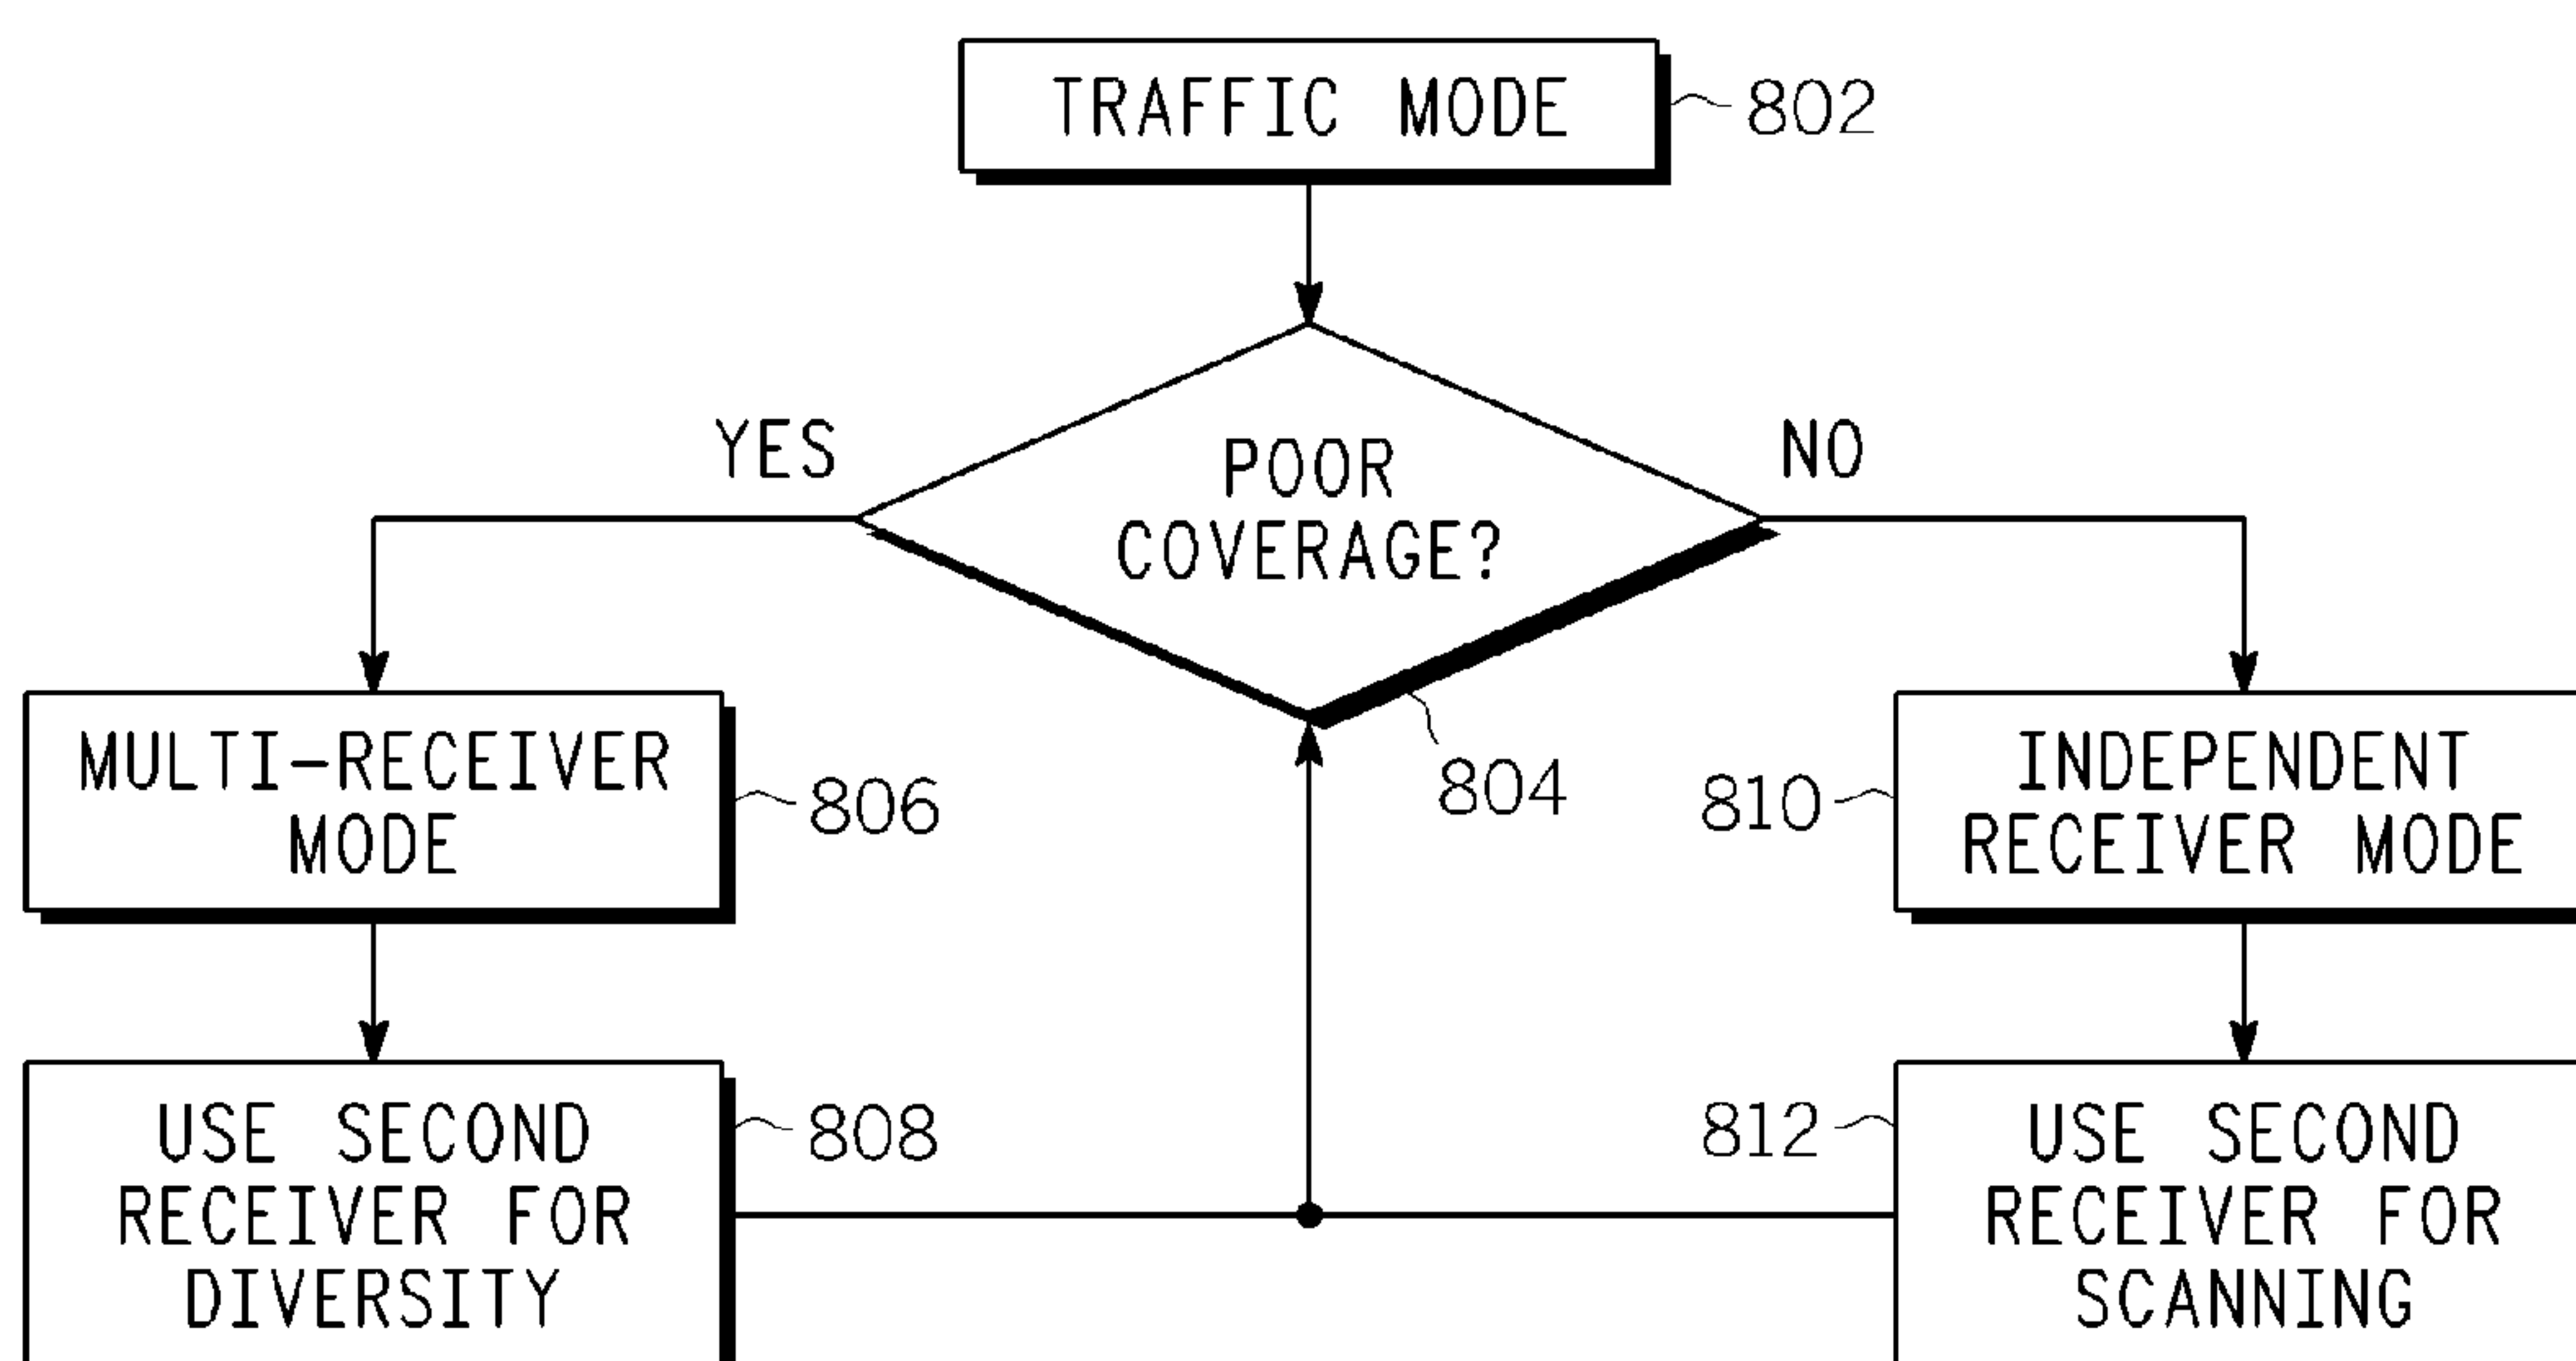 TRAFFIC MODE
802
YES
POOR
COVERAGE?
NO
804
MULTI-RECEIVER
MODE
806
810
INDEPENDENT
RECEIVER MODE
USE SECOND
RECEIVER FOR
DIVERSITY
808
812
USE SECOND
RECEIVER FOR
SCANNING